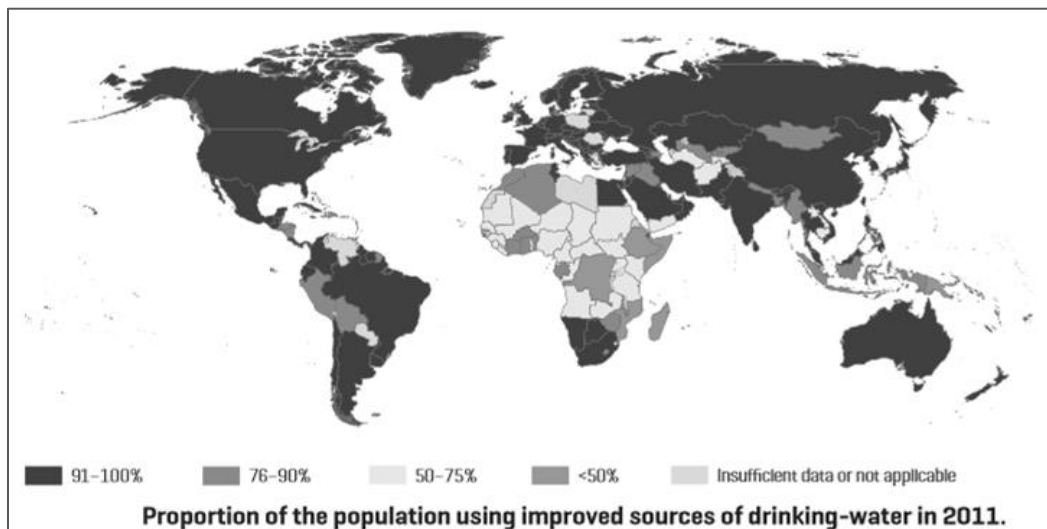 91–100% 76–90% 50–75% <50% Insufficient data or not applicable
Proportion of the population using improved sources of drinking-water in 2011.